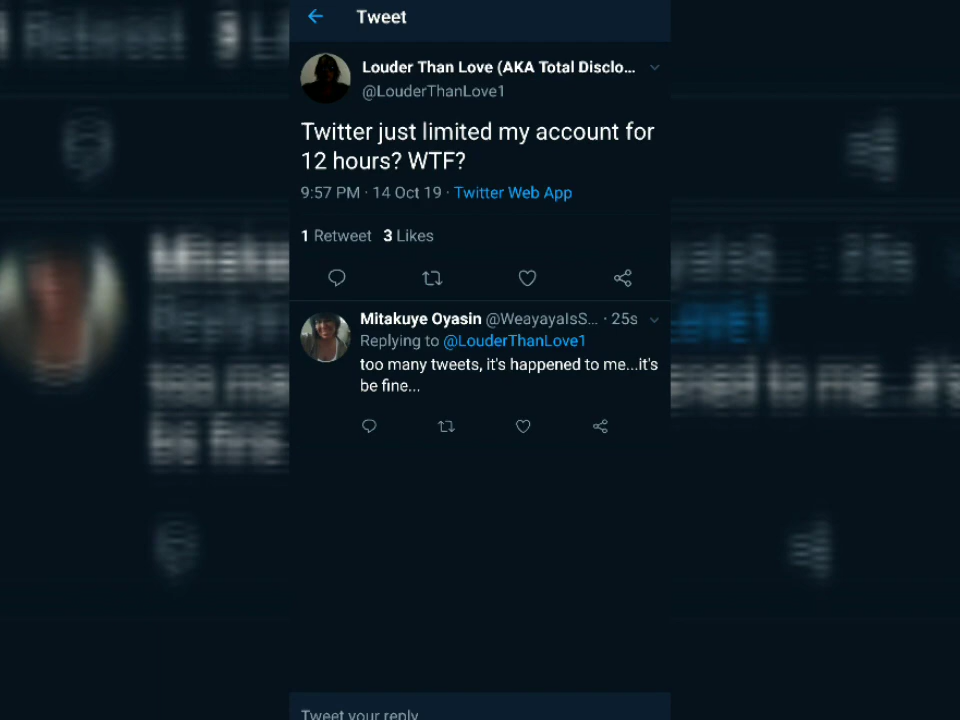 Tweet
Louder Than Love (AKA Total Disclo...
@LouderThanLove1
Twitter just limited my account for
12 hours? WTF?
9:57 PM · 14 Oct 19 · Twitter Web App
1 Retweet 3 Likes
Mitakuye Oyasin @WeayayaIsS... · 25s
Replying to @LouderThanLove1
too many tweets, it's happened to me...it's
be fine...
Tweet your reply